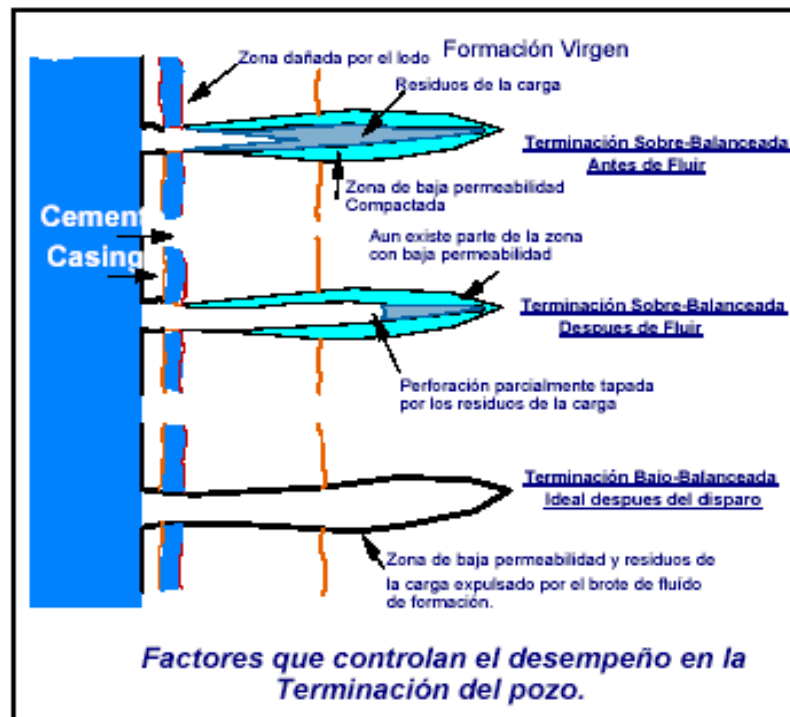 Zona dañada por el lodo
Formación Virgen
Residuos de la carga
Terminación Sobre-Balanceada
Antes de Fluir
Zona de baja permeabilidad
Compactada
Cement
Casing
Aun existe parte de la zona
con baja permeabilidad
Terminación Sobre-Balanceada
Despues de Fluir
Perforación parcialmente tapada
por los residuos de la carga
Terminación Bajo-Balanceada
Ideal despues del disparo
Zona de baja permeabilidad y residuos de
la carga expulsado por el brote de fluído
de formación.
Factores que controlan el desempeño en la
Terminación del pozo.